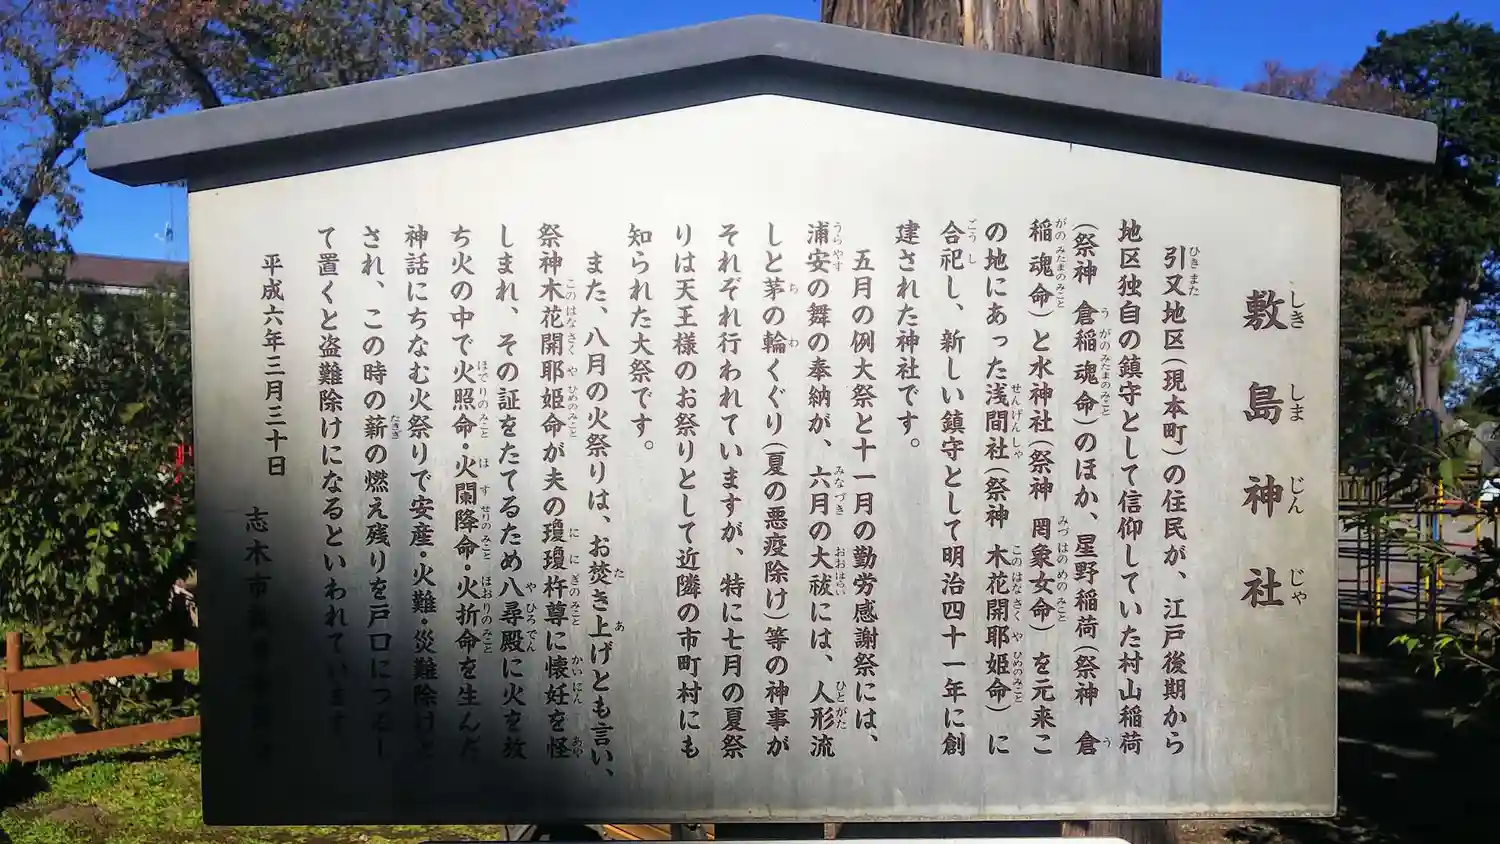 敷島神社
引又地区(現本町)の住民が、江戸後期から
地区独自の鎮守として信仰していた村山稲荷
(祭神 倉稲魂命)のほか、星野稲荷(祭神 倉
稲魂命)と水神社(祭神 罔象女命) を元来こ
の地にあった浅間社(祭神 木花開耶姫命) に
合祀し、新しい鎮守として明治四十一年に創
建された神社です。
五月の例大祭と十一月の勤労感謝祭には、
浦安の舞の奉納が、六月の大祓には、人形流
しと茅の輪くぐり(夏の悪疫除け)等の神事が
それぞれ行われていますが、特に七月の夏祭
りは天王様のお祭りとして近隣の市町村にも
知られた大祭です。
また、八月の火祭りは、お焚き上げとも言い、
祭神木花開耶姫命が夫の瓊瓊杵尊に懐妊を怪
しまれ、その証をたてるため八尋殿に火を放
ち火の中で火照命・火闌降命・火折命を生んだ
神話にちなむ火祭りで安産・火難・災難除けと
され、この時の薪の燃え残りを戸口につるし
て置くと盗難除けになるといわれています
平成六年三月三十日
志木市